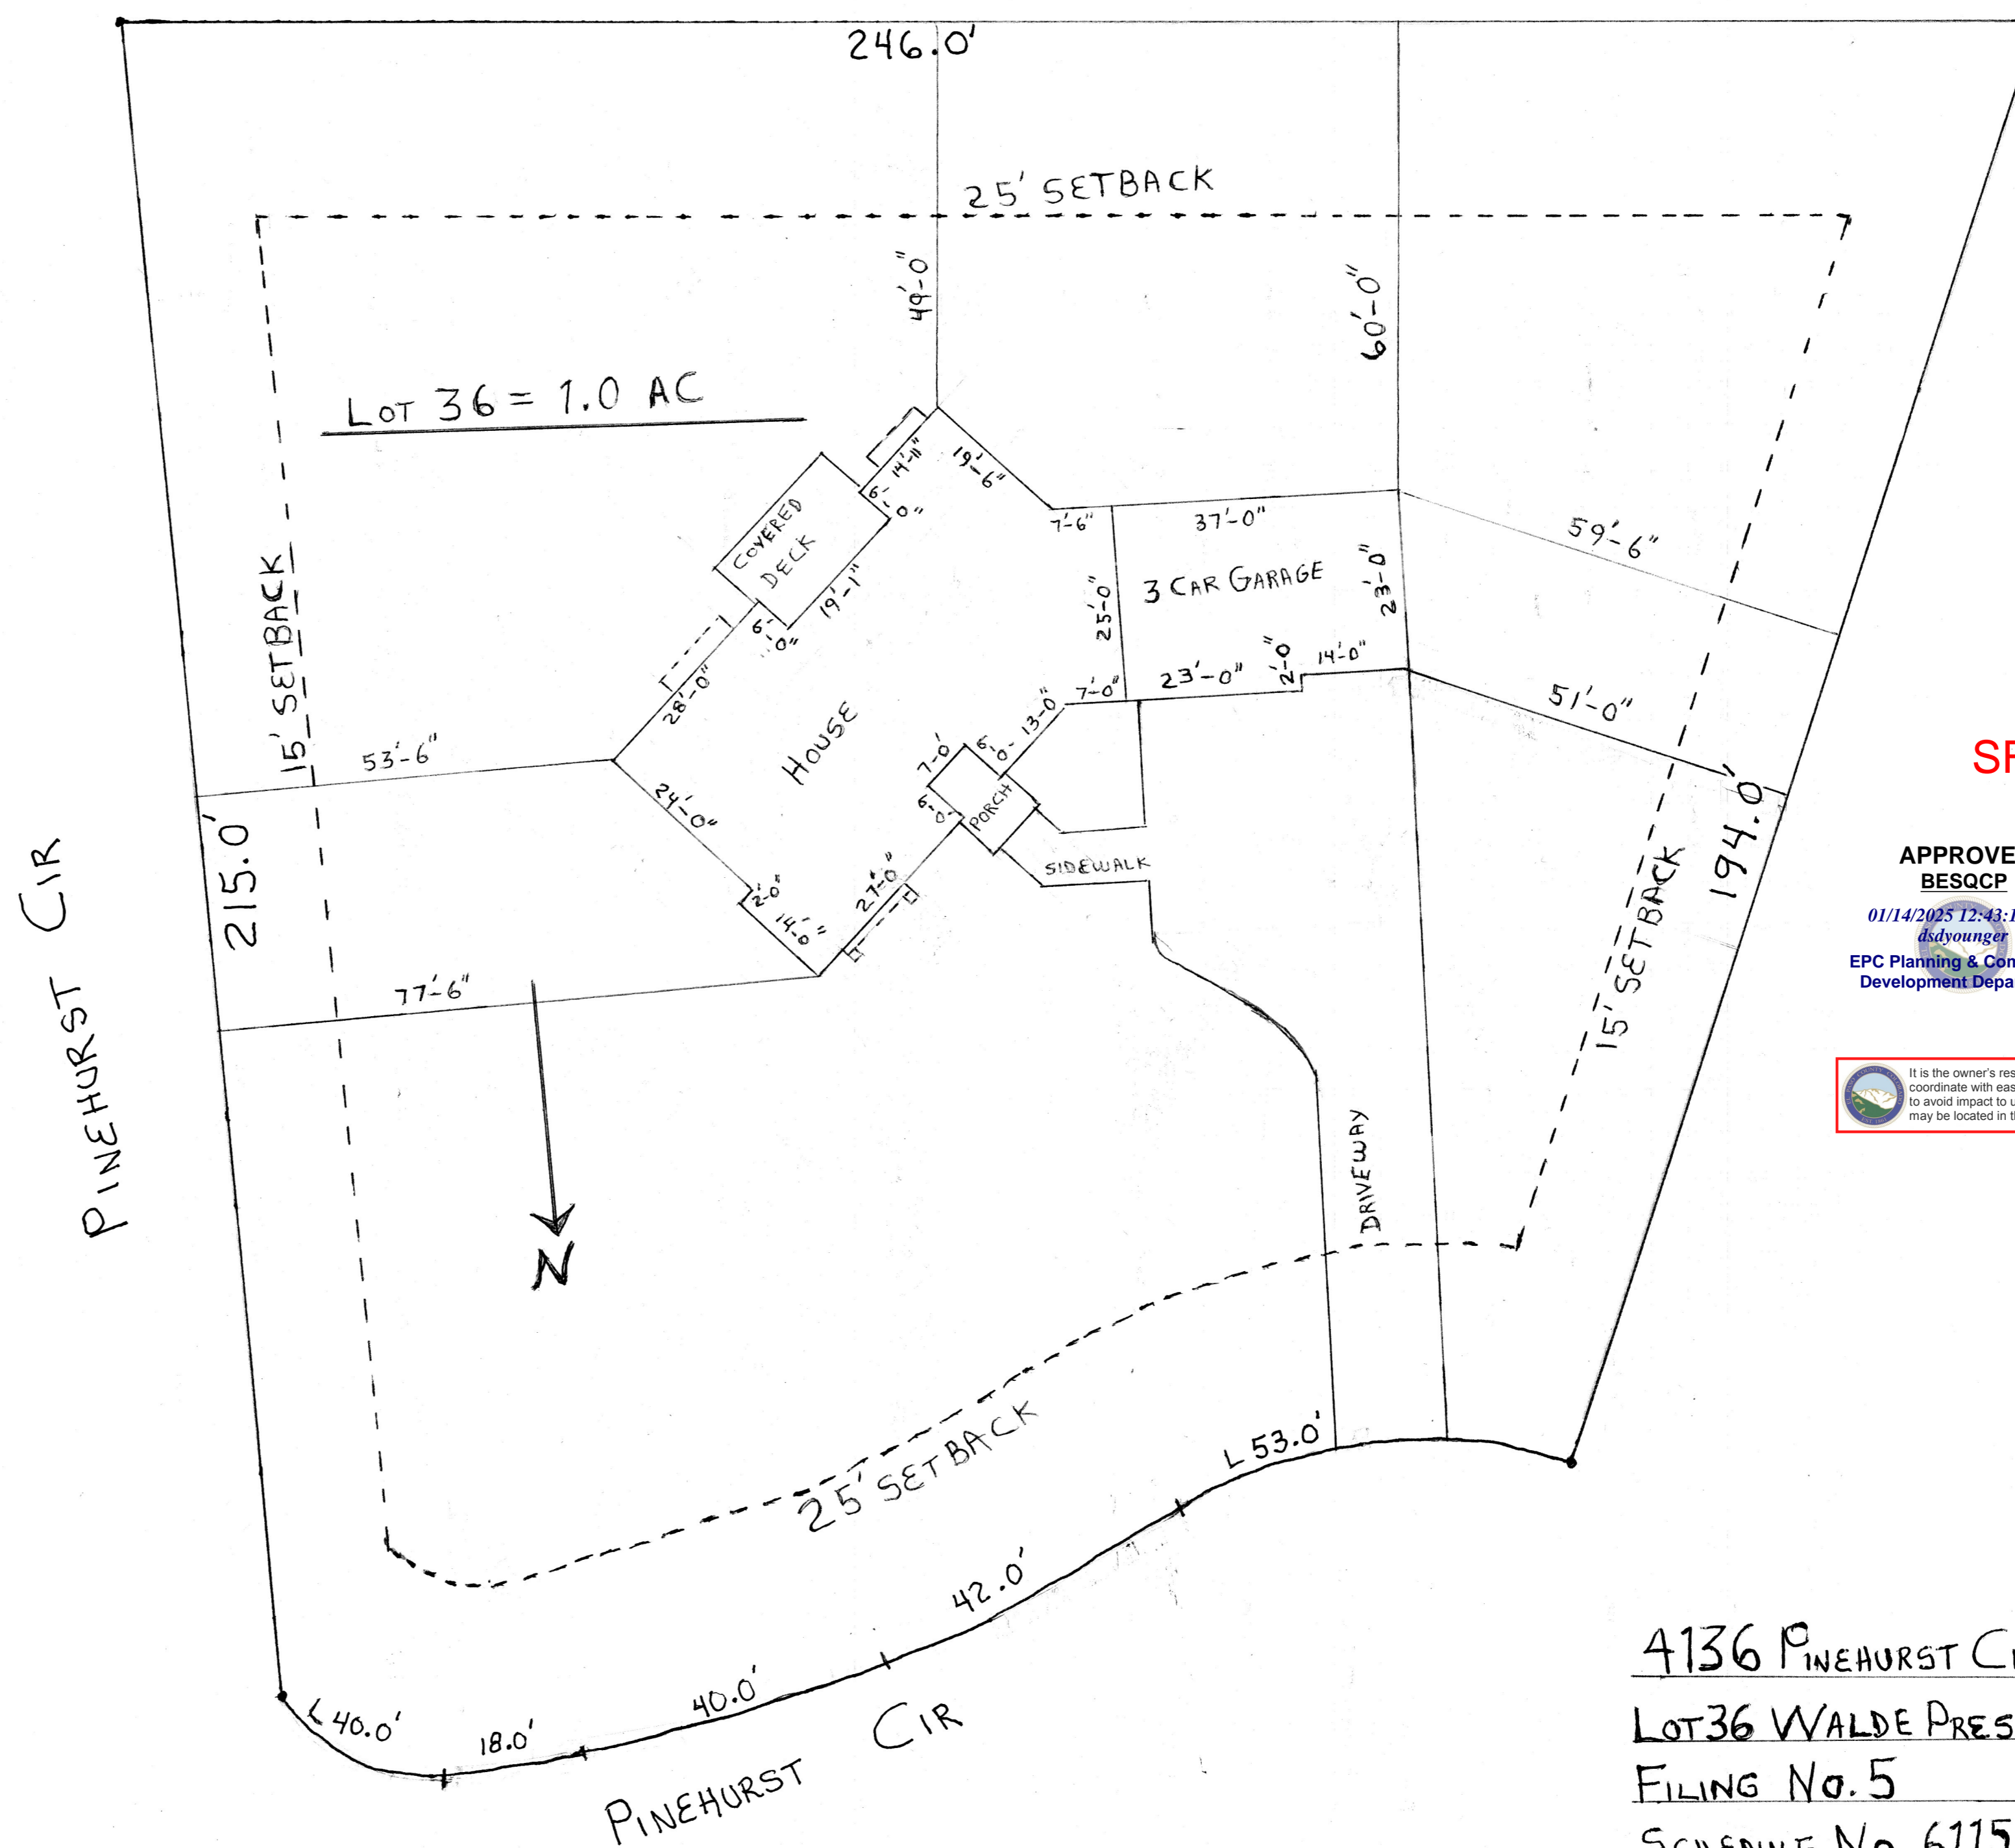 246.0'
25' SETBACK
49'-0"
60'-0"
LOT 36 = 1.0 AC
14'-11"
19'-6"
6'-0"
COVERED
DECK
19'-1"
6'-0"
28'-0"
7'-6"
37'-0"
3 CAR GARAGE
25'-0"
23'-0"
59'-6"
15' SETBACK
53'-6"
HOUSE
7'-0"
23'-0"
2'-0"
14'-0"
51'-0"
13'-0"
7'-0'
6'-0-
6'-0-
PORCH
SIDEWALK
24'-0"
2'-0"
14'-0"
27'-0"
215.0'
77'-6"
PINEHURST CIR
N
194.0'
15' SETBACK
DRIVEWAY
25' SETBACK
L 53.0'
42.0'
40.0'
18.0'
L 40.0'
PINEHURST CIR
APPROVE
BESQCP
01/14/2025 12:43:1
dsdyounger
EPC Planning & Com
Development Depa
It is the owner's res
coordinate with eas
to avoid impact to u
may be located in t
4136 PINEHURST C
LOT 36 WALDE PRES
FILING No. 5
SCHEDULE No. 6115